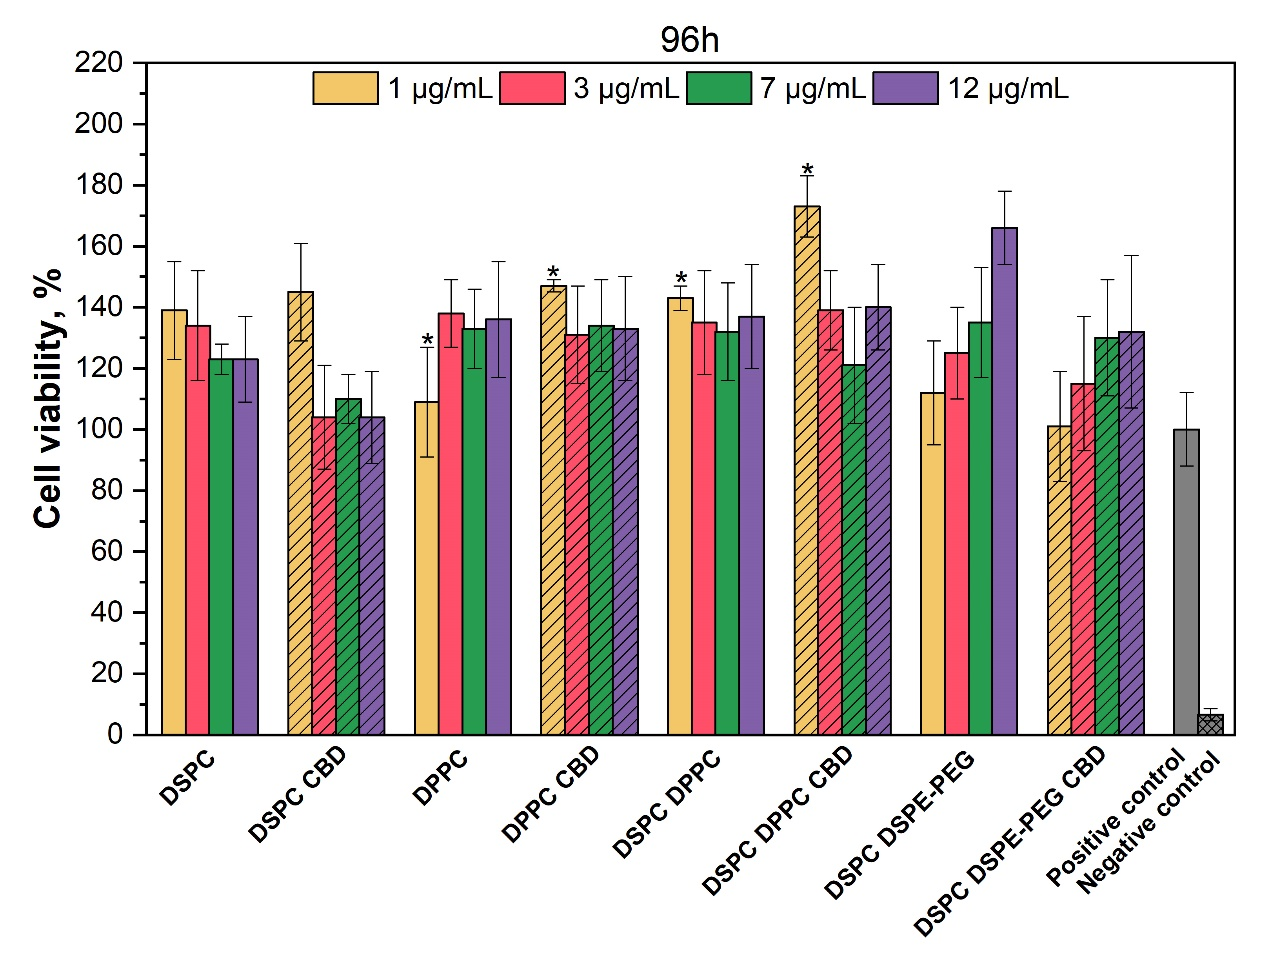 96h
1 µg/mL 3 µg/mL 7 µg/mL 12 µg/mL
Cell viability, %
220
200
180
160
140
120
100
80
60
40
20
0
*
*
*
*
DSPC
DSPC CBD
DPPC
DPPC CBD
DSPC DPPC
DSPC DPPC CBD
DSPC DSPE-PEG
DSPC DSPE-PEG CBD
Positive control
Negative control